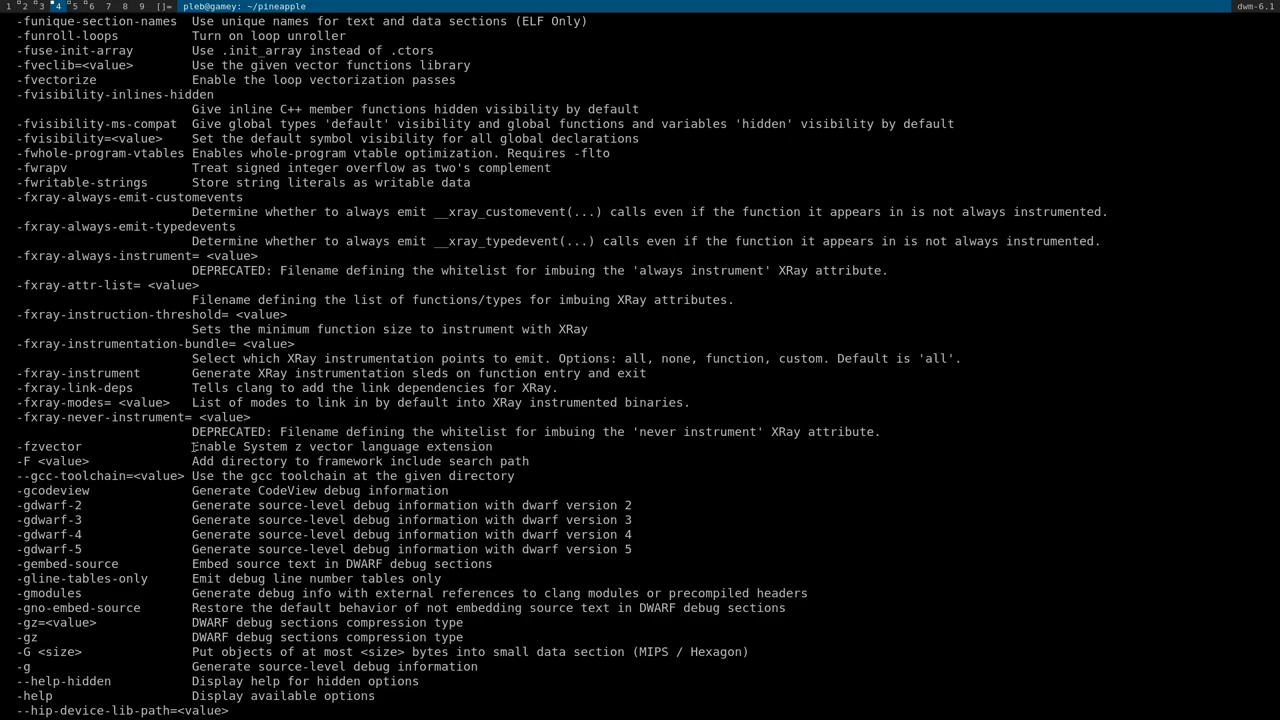 1 2 3 4 5 6 7 8 9 []= pleb@gamey: ~/pineapple dwm-6.1
-funique-section-names Use unique names for text and data sections (ELF Only)
-funroll-loops Turn on loop unroller
-fuse-init-array Use .init_array instead of .ctors
-fveclib=<value> Use the given vector functions library
-fvectorize Enable the loop vectorization passes
-fvisibility-inlines-hidden
Give inline C++ member functions hidden visibility by default
-fvisibility-ms-compat Give global types 'default' visibility and global functions and variables 'hidden' visibility by default
-fvisibility=<value> Set the default symbol visibility for all global declarations
-fwhole-program-vtables Enables whole-program vtable optimization. Requires -flto
-fwrapv Treat signed integer overflow as two's complement
-fwritable-strings Store string literals as writable data
-fxray-always-emit-customevents
Determine whether to always emit __xray_customevent(...) calls even if the function it appears in is not always instrumented.
-fxray-always-emit-typedevents
Determine whether to always emit __xray_typedevent(...) calls even if the function it appears in is not always instrumented.
-fxray-always-instrument= <value>
DEPRECATED: Filename defining the whitelist for imbuing the 'always instrument' XRay attribute.
-fxray-attr-list= <value>
Filename defining the list of functions/types for imbuing XRay attributes.
-fxray-instruction-threshold= <value>
Sets the minimum function size to instrument with XRay
-fxray-instrumentation-bundle= <value>
Select which XRay instrumentation points to emit. Options: all, none, function, custom. Default is 'all'.
-fxray-instrument Generate XRay instrumentation sleds on function entry and exit
-fxray-link-deps Tells clang to add the link dependencies for XRay.
-fxray-modes= <value> List of modes to link in by default into XRay instrumented binaries.
-fxray-never-instrument= <value>
DEPRECATED: Filename defining the whitelist for imbuing the 'never instrument' XRay attribute.
-fzvector Enable System z vector language extension
-F <value> Add directory to framework include search path
--gcc-toolchain=<value> Use the gcc toolchain at the given directory
-gcodeview Generate CodeView debug information
-gdwarf-2 Generate source-level debug information with dwarf version 2
-gdwarf-3 Generate source-level debug information with dwarf version 3
-gdwarf-4 Generate source-level debug information with dwarf version 4
-gdwarf-5 Generate source-level debug information with dwarf version 5
-gembed-source Embed source text in DWARF debug sections
-gline-tables-only Emit debug line number tables only
-gmodules Generate debug info with external references to clang modules or precompiled headers
-gno-embed-source Restore the default behavior of not embedding source text in DWARF debug sections
-gz=<value> DWARF debug sections compression type
-gz DWARF debug sections compression type
-G <size> Put objects of at most <size> bytes into small data section (MIPS / Hexagon)
-g Generate source-level debug information
--help-hidden Display help for hidden options
-help Display available options
--hip-device-lib-path=<value>